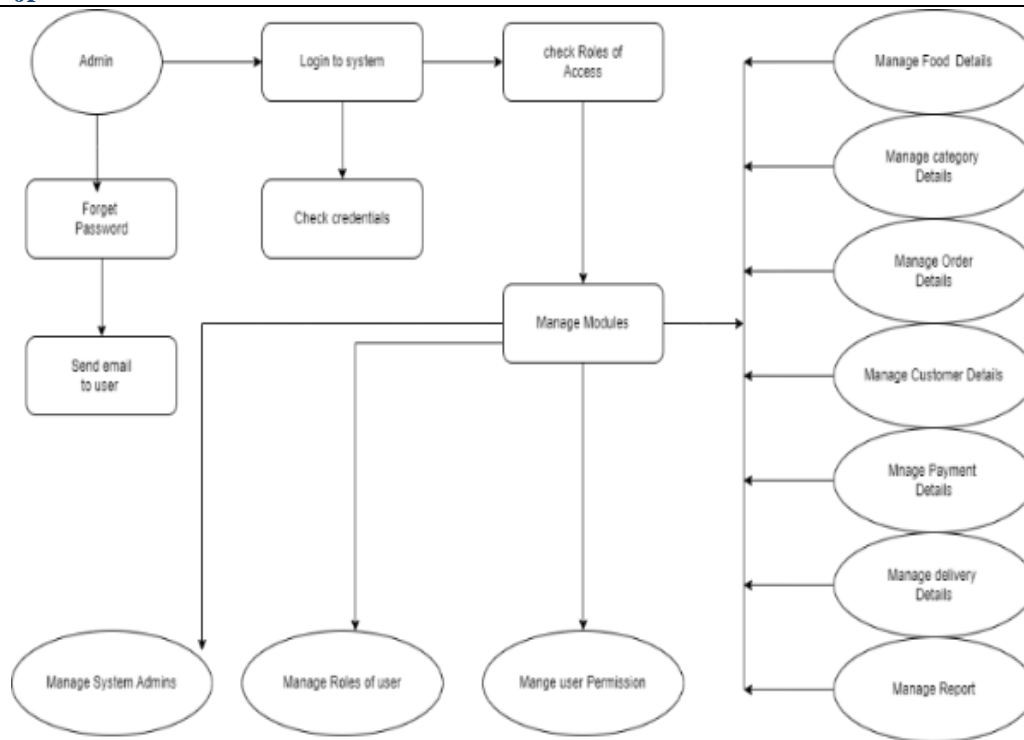 Admin
Login to system
check Roles of
Access
Manage Food Details
Manage category
Details
Forget
Password
Check credentials
Manage Order
Details
Manage Modules
Send email
to user
Manage Customer Details
Mnage Payment
Details
Manage delivery
Details
Manage System Admins
Manage Roles of user
Mange user Permission
Manage Report